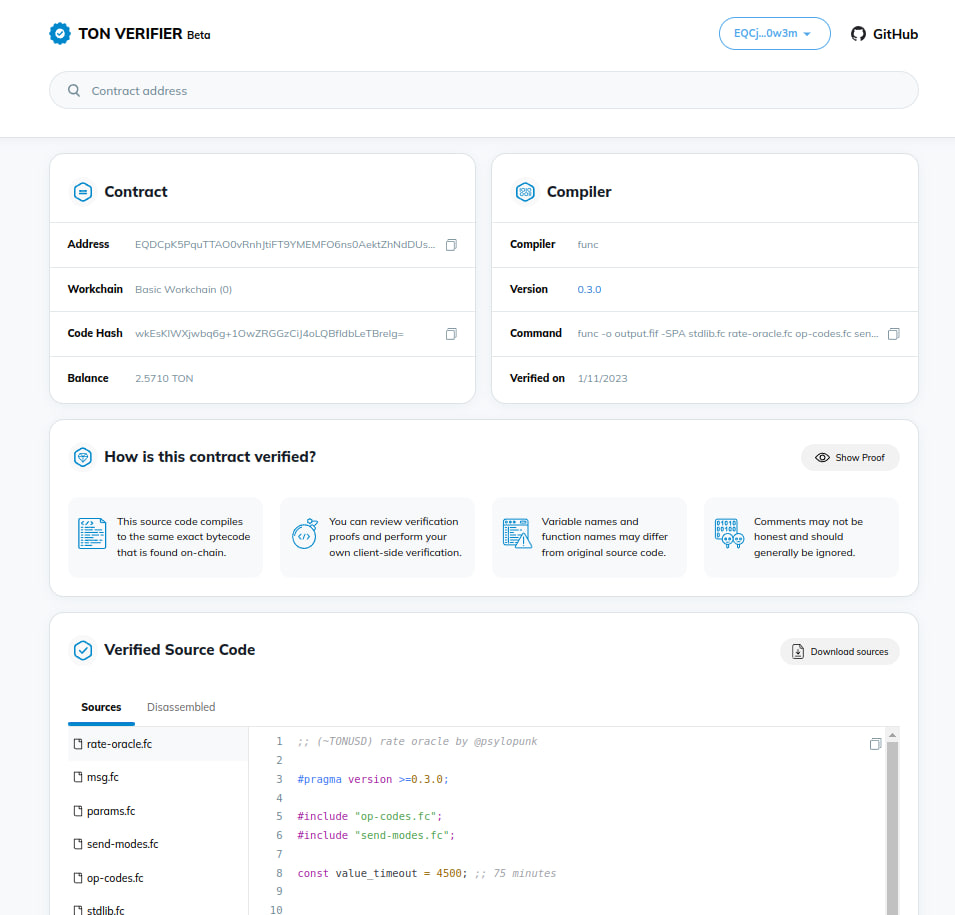 TON VERIFIER Beta
EQCj...0w3m
GitHub
Contract address
Contract
Address EQDCpK5PquTTAO0vRnhJtiFT9YMEMFO6ns0AektZhNdDUs...
Workchain Basic Workchain (0)
Code Hash wkEsKIWXjwbq6g+1OwZRGGzCiJ4oLQBfIdbLeTBreIg=
Balance 2.5710 TON
Compiler
Compiler func
Version 0.3.0
Command func -o output.fif -SPA stdlib.fc rate-oracle.fc op-codes.fc sen...
Verified on 1/11/2023
How is this contract verified?
Show Proof
This source code compiles
to the same exact bytecode
that is found on-chain.
You can review verification
proofs and perform your
own client-side verification.
Variable names and
function names may differ
from original source code.
Comments may not be
honest and should
generally be ignored.
Verified Source Code
Download sources
Sources
Disassembled
rate-oracle.fc
msg.fc
params.fc
send-modes.fc
op-codes.fc
stdlib.fc
1 ;; (~TONUSD) rate oracle by @psylopunk
2
3 #pragma version >=0.3.0;
4
5 #include "op-codes.fc";
6 #include "send-modes.fc";
7
8 const value_timeout = 4500; ;; 75 minutes
9
10